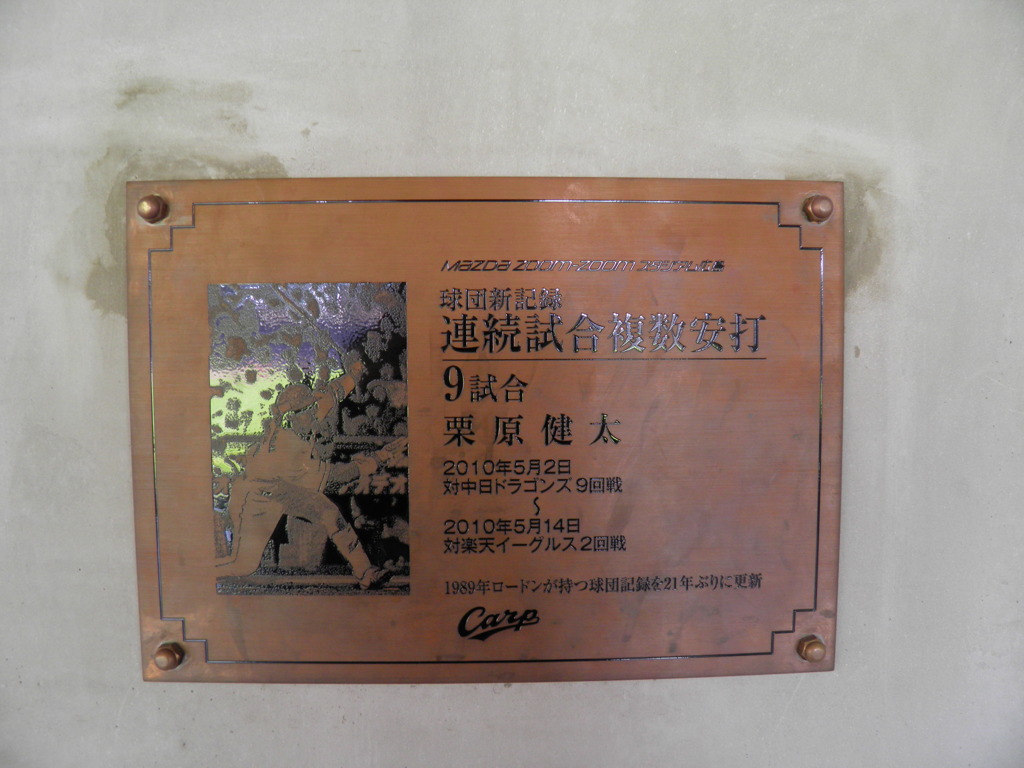 MAZDA ZOOM-ZOOM スタジアム広島
球団新記録
連続試合複数安打
9試合
栗原健太
2010年5月2日
対中日ドラゴンズ9回戦
〜
2010年5月14日
対楽天イーグルス2回戦
1989年ロードンが持つ球団記録を21年ぶりに更新
Carp